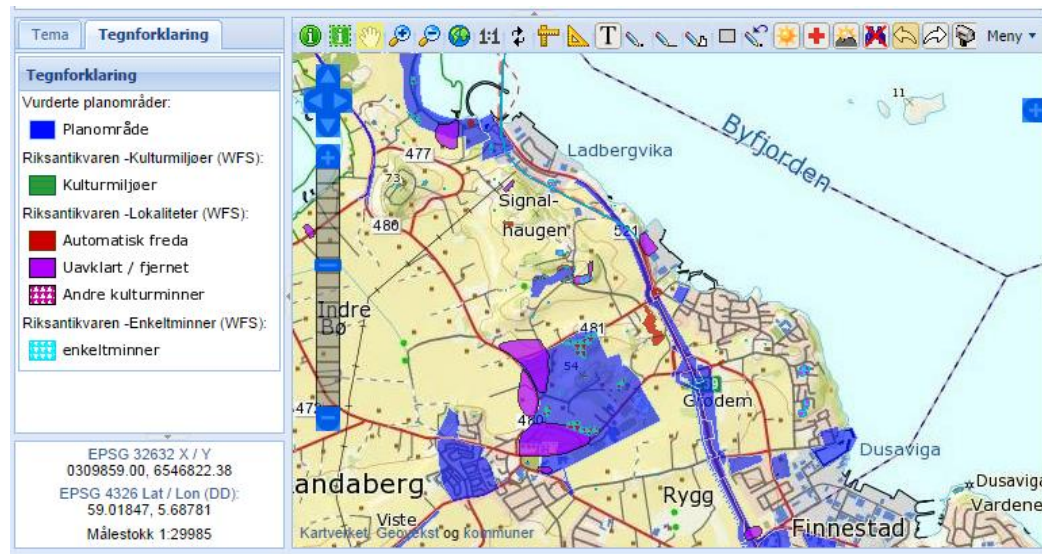 Tema
Tegnforklaring
Tegnforklaring
Vurderte planområder:
Planområde
Riksantikvaren -Kulturmiljøer (WFS):
Kulturmiljøer
Riksantikvaren -Lokaliteter (WFS):
Automatisk freda
Uavklart / fjernet
Andre kulturminner
Riksantikvaren -Enkeltminner (WFS):
enkeltminner
EPSG 32632 X / Y
0309859.00, 6546822.38
EPSG 4326 Lat / Lon (DD):
59.01847, 5.68781
Målestokk 1:29985
1:1
T
Meny
11
Byfjorden
Ladbergvika
477
73
Signal-
haugen
480
521
Indre
Bø
481
54
Grødem
473
480
Dusaviga
andaberg
Rygg
Dusavig
Vardene
Viste
Finnestad
Kartverket, Geovekst og kommuner